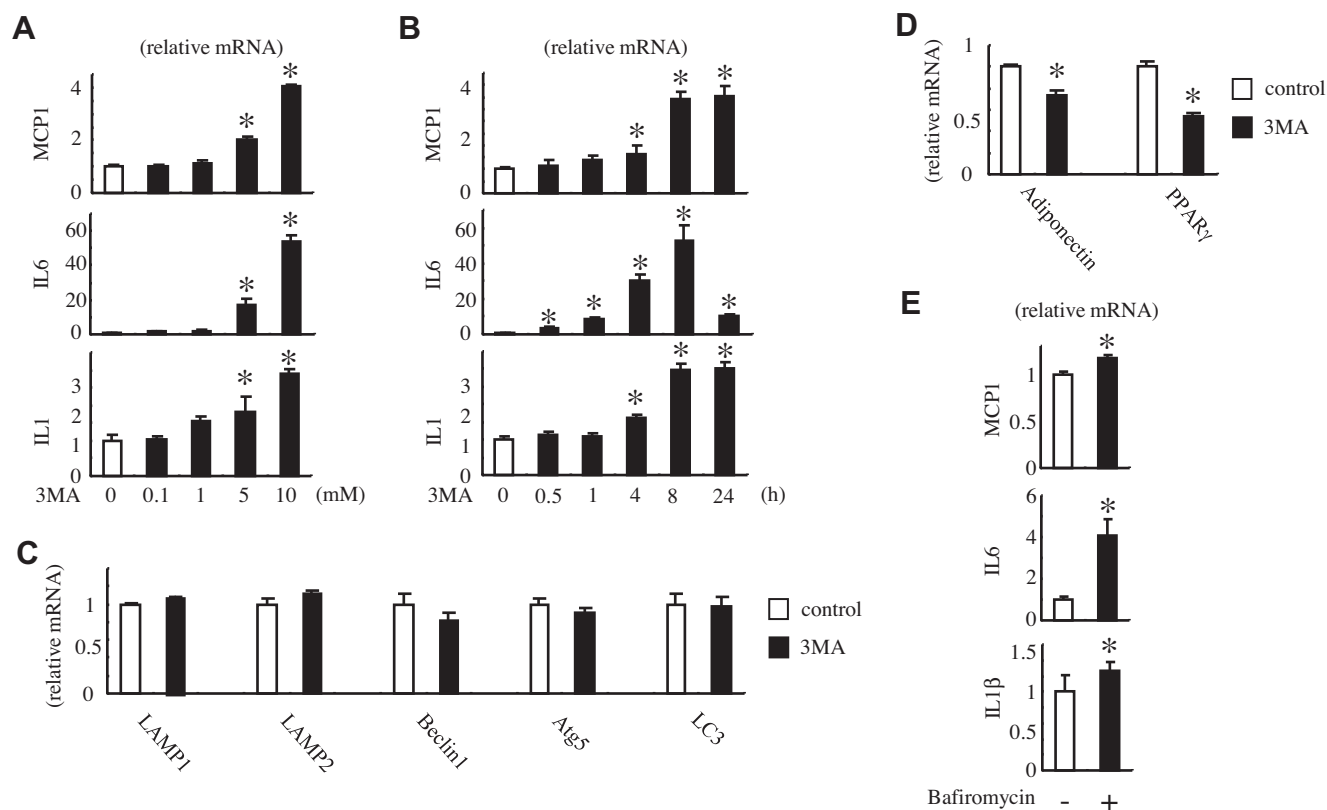 A
(relative mRNA)
MCP1
4
2
0
IL6
60
40
20
0
IL1
3
2
1
0
* * * * * *
3MA 0 0.1 1 5 10 (mM)
B
(relative mRNA)
MCP1
4
2
0
* * *
IL6
60
40
20
0
* * * * *
IL1
3
2
1
0
* * *
3MA 0 0.5 1 4 8 24 (h)
C
(relative mRNA)
1
0.5
0
LAMP1 LAMP2 Beclin1 Atg5 LC3
control
3MA
D
(relative mRNA)
1
0.5
0
* *
Adiponectin PPARγ
control
3MA
E
(relative mRNA)
MCP1
1
0.5
0
*
IL6
6
4
2
0
*
IL1β
1.5
1
0.5
0
*
Bafiromycin - +